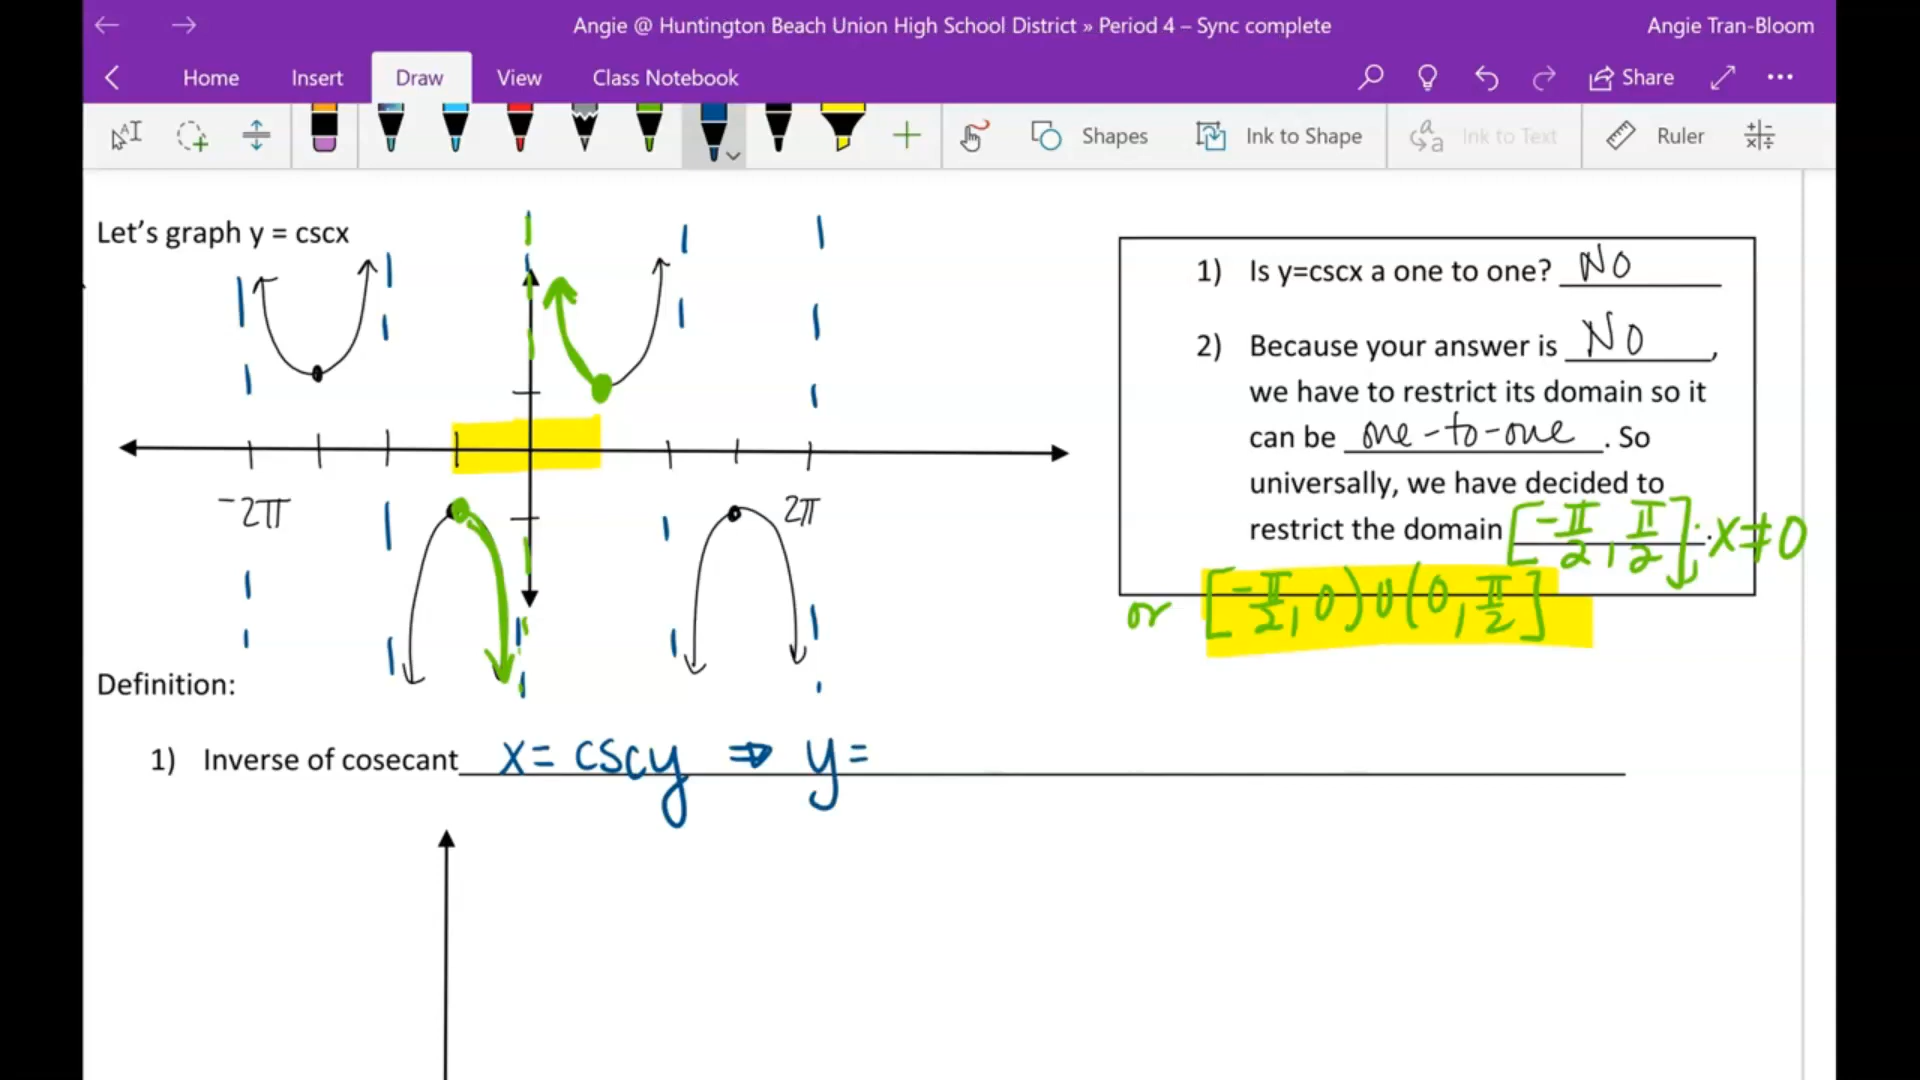 Angie @ Huntington Beach Union High School District » Period 4 – Sync complete
Angie Tran-Bloom
Home Insert Draw View Class Notebook Share
Shapes Ink to Shape Ink to Text Ruler
Let's graph y = cscx
-2π 2π
1) Is y=cscx a one to one? NO
2) Because your answer is NO,
we have to restrict its domain so it
can be one-to-one. So
universally, we have decided to
restrict the domain [-π/2, π/2]. x≠0
or [-π/2, 0)U(0, π/2]
Definition:
1) Inverse of cosecant x= cscy ⇒ y=